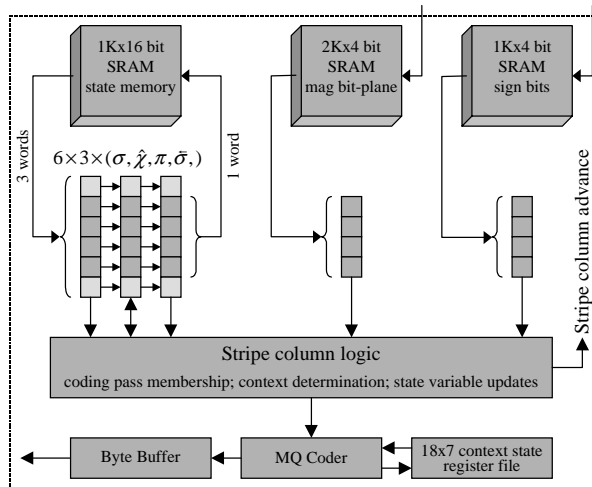 1Kx16 bit
SRAM
state memory
2Kx4 bit
SRAM
mag bit-plane
1Kx4 bit
SRAM
sign bits
3 words
6×3×(σ, χ̂, π, σ̄,)
1 word
Stripe column advance
Stripe column logic
coding pass membership; context determination; state variable updates
Byte Buffer
MQ Coder
18x7 context state
register file